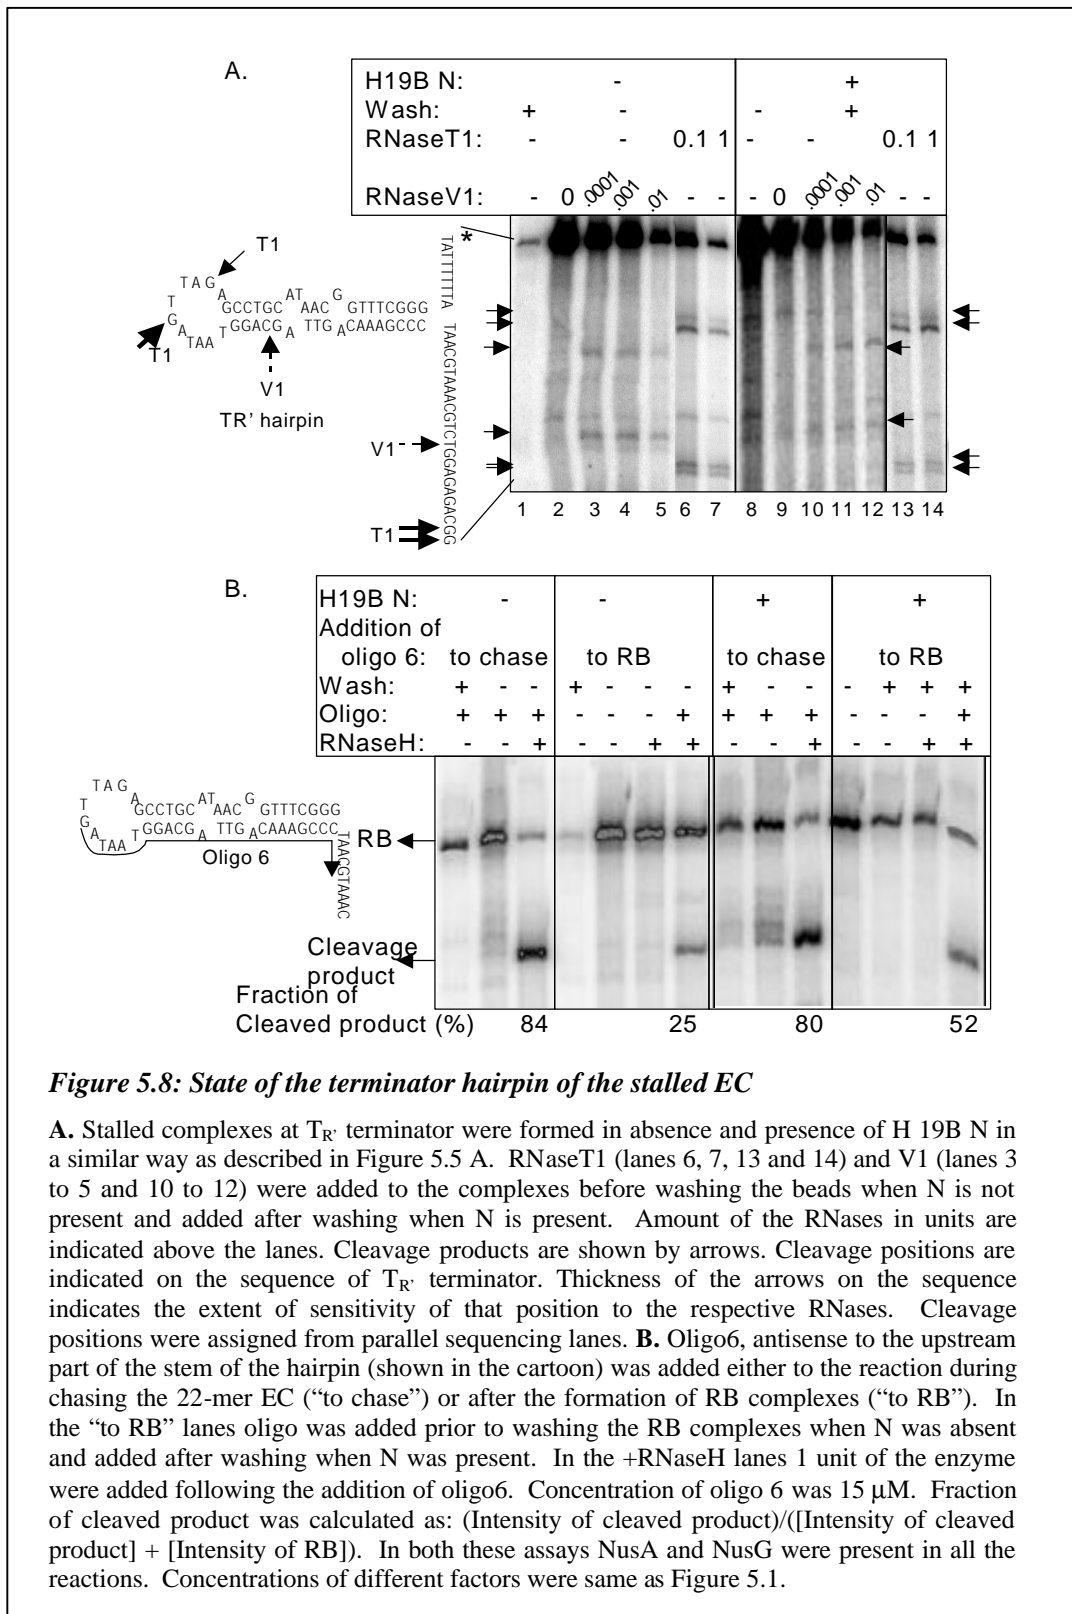 A.
H19B N: - +
Wash: + - - +
RNaseT1: - - 0.1 1 - - 0.1 1
RNaseV1: - 0 .0001 .001 .01 - - - 0 .0001 .001 .01 - -
*
T1
TAG
T
G
ATAAT
A
GCCTGC
AT
AAC
G
GTTTCGGG
GGACG
A
TTG
A
CAAAGCCC
T1
V1
TR' hairpin
TATTTTTTA TAACGTAAACGTCTGGAGAGACGG
V1
T1
1 2 3 4 5 6 7 8 9 10 11 12 13 14
B.
H19B N: - - + +
Addition of
oligo 6: to chase to RB to chase to RB
Wash: + - - + - - - + - - - + + +
Oligo: + + + - - - + + + + - - - +
RNaseH: - - + - - + + - - + - - + +
TAG
T
G
ATAAT
A
GCCTGC
AT
AAC
G
GTTTCGGG
GGACG
A
TTG
A
CAAAGCCC
TAACGTAAAC
Oligo 6
RB
Cleavage
product
Fraction of
Cleaved product (%) 84 25 80 52
Figure 5.8: State of the terminator hairpin of the stalled EC
A. Stalled complexes at TR' terminator were formed in absence and presence of H 19B N in
a similar way as described in Figure 5.5 A. RNaseT1 (lanes 6, 7, 13 and 14) and V1 (lanes 3
to 5 and 10 to 12) were added to the complexes before washing the beads when N is not
present and added after washing when N is present. Amount of the RNases in units are
indicated above the lanes. Cleavage products are shown by arrows. Cleavage positions are
indicated on the sequence of TR' terminator. Thickness of the arrows on the sequence
indicates the extent of sensitivity of that position to the respective RNases. Cleavage
positions were assigned from parallel sequencing lanes. B. Oligo6, antisense to the upstream
part of the stem of the hairpin (shown in the cartoon) was added either to the reaction during
chasing the 22-mer EC (“to chase”) or after the formation of RB complexes (“to RB”). In
the “to RB” lanes oligo was added prior to washing the RB complexes when N was absent
and added after washing when N was present. In the +RNaseH lanes 1 unit of the enzyme
were added following the addition of oligo6. Concentration of oligo 6 was 15 μM. Fraction
of cleaved product was calculated as: (Intensity of cleaved product)/([Intensity of cleaved
product] + [Intensity of RB]). In both these assays NusA and NusG were present in all the
reactions. Concentrations of different factors were same as Figure 5.1.